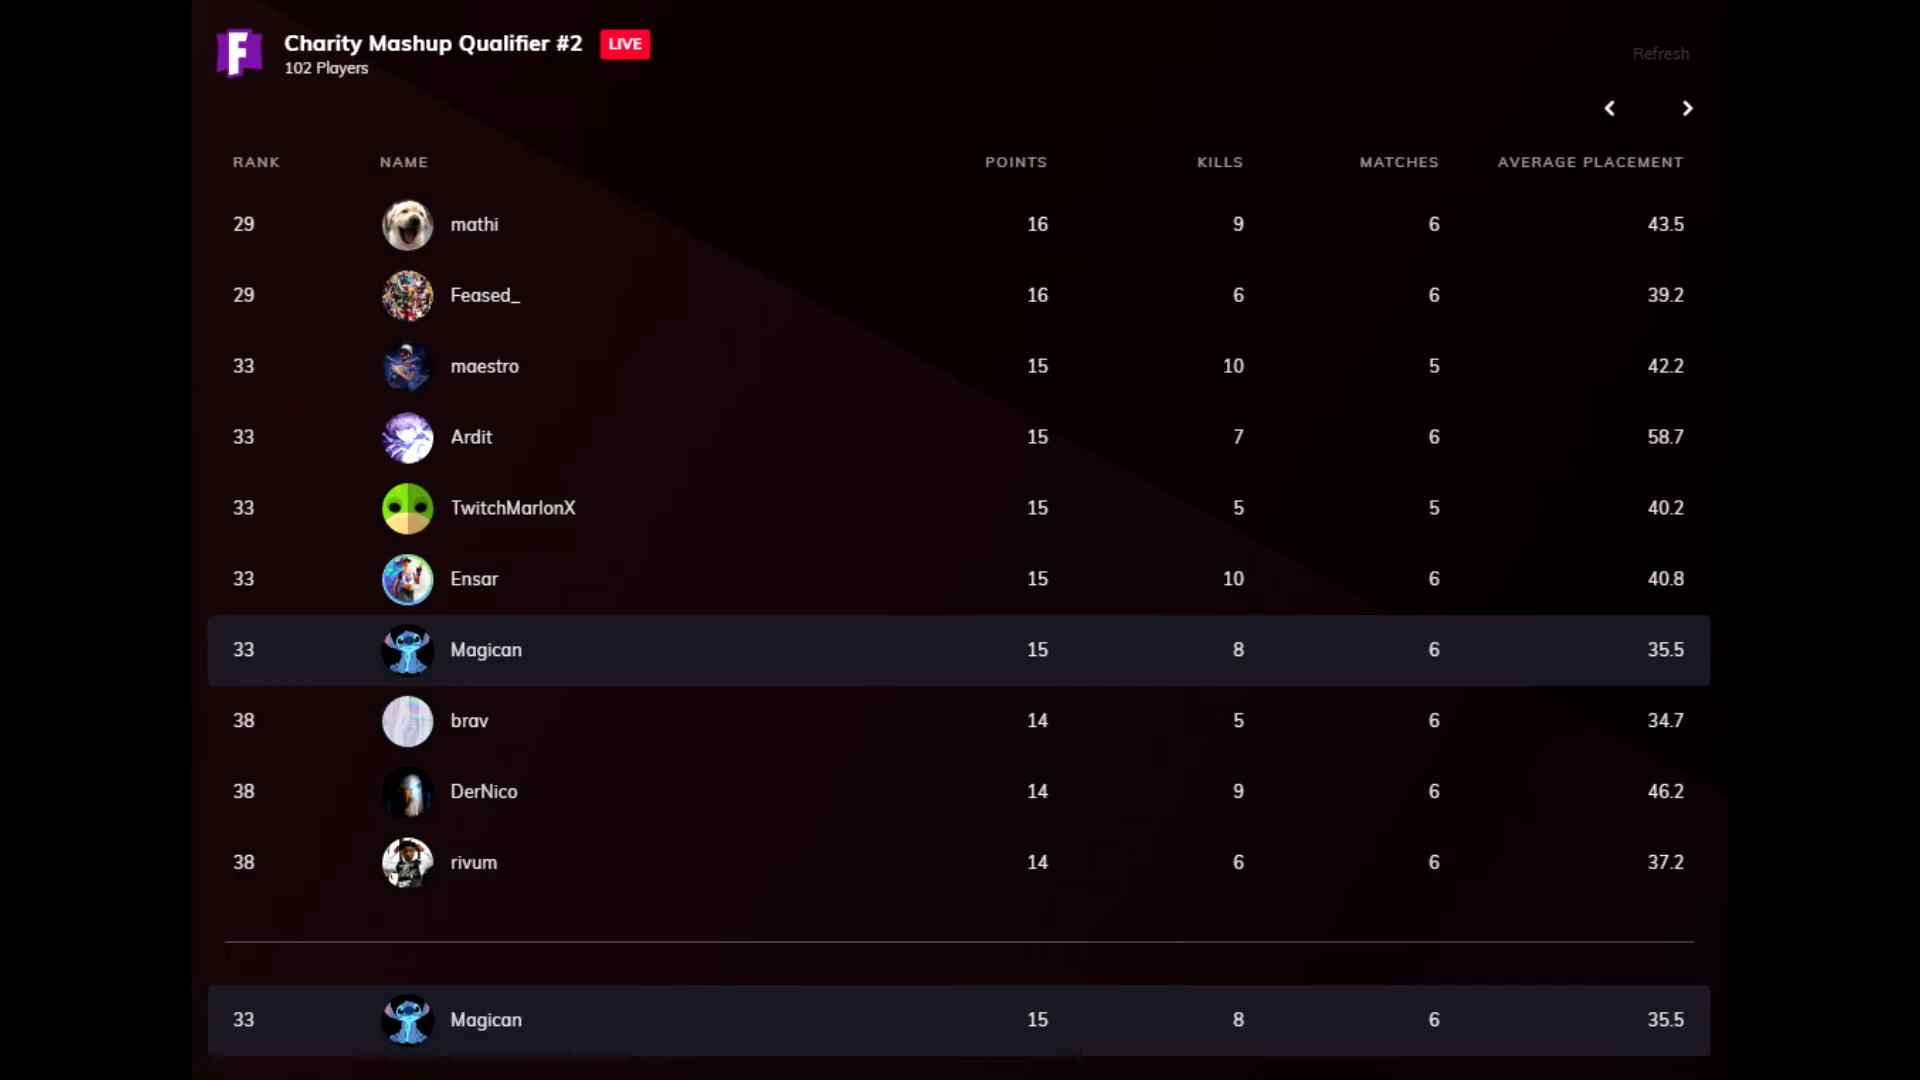 F
Charity Mashup Qualifier #2 LIVE
102 Players
Refresh
RANK NAME POINTS KILLS MATCHES AVERAGE PLACEMENT
29 mathi 16 9 6 43.5
29 Feased_ 16 6 6 39.2
33 maestro 15 10 5 42.2
33 Ardit 15 7 6 58.7
33 TwitchMarlonX 15 5 5 40.2
33 Ensar 15 10 6 40.8
33 Magican 15 8 6 35.5
38 brav 14 5 6 34.7
38 DerNico 14 9 6 46.2
38 rivum 14 6 6 37.2
33 Magican 15 8 6 35.5